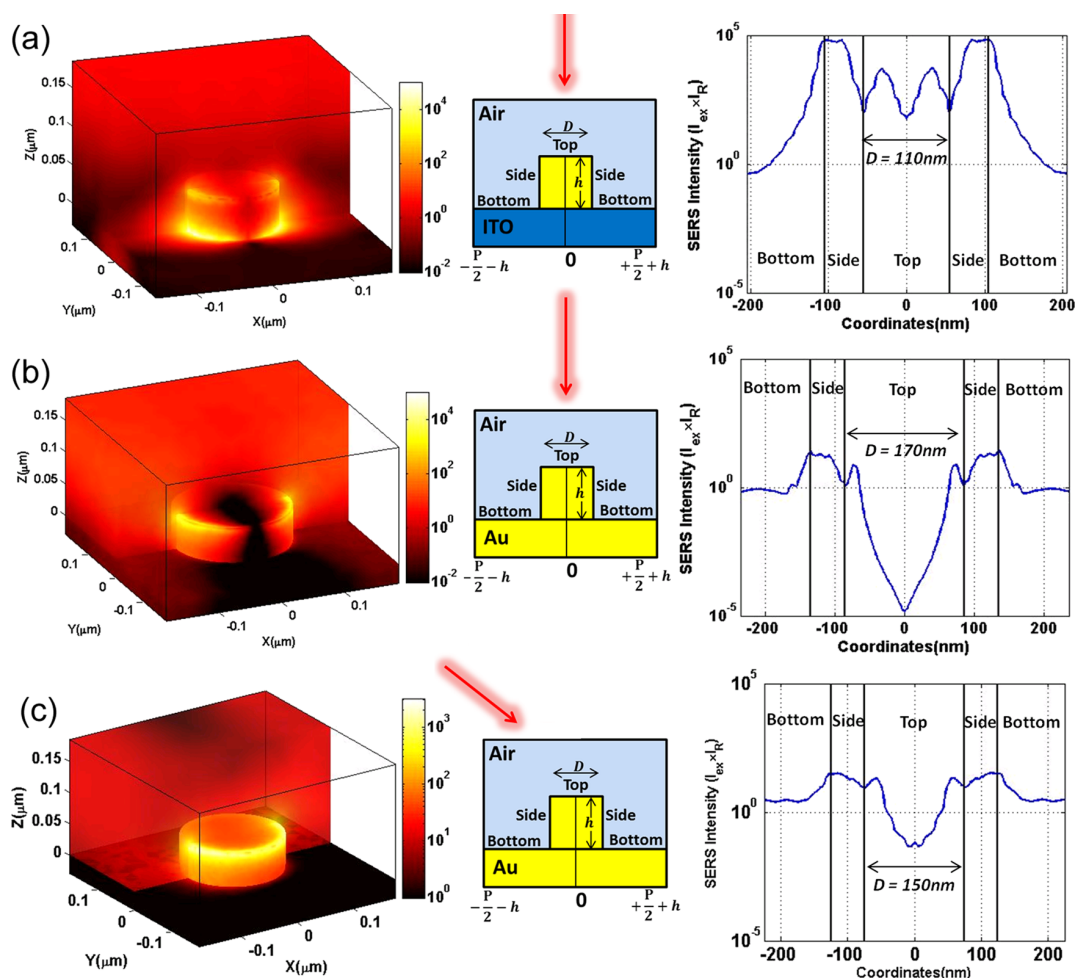 (a)
Z(μm)
0.15
0.1
0.05
0
0.1
0
-0.1
Y(μm)
-0.1
0
0.1
X(μm)
10^4
10^2
10^0
10^-2
Air
D
Top
Side
h
Side
Bottom
Bottom
ITO
-P/2-h
0
+P/2+h
SERS Intensity (I_ex×I_R)
10^5
10^0
10^-5
D = 110nm
Bottom
Side
Top
Side
Bottom
-200
-100
0
100
200
Coordinates(nm)
(b)
Z(μm)
0.15
0.1
0.05
0
0.1
0
-0.1
Y(μm)
-0.1
0
0.1
X(μm)
10^4
10^2
10^0
10^-2
Air
D
Top
Side
h
Side
Bottom
Bottom
Au
-P/2-h
0
+P/2+h
SERS Intensity (I_ex×I_R)
10^5
10^0
10^-5
Bottom
Side
Top
Side
Bottom
D = 170nm
-200
-100
0
100
200
Coordinates(nm)
(c)
Z(μm)
0.15
0.1
0.05
0
0.1
0
-0.1
Y(μm)
-0.1
0
0.1
X(μm)
10^3
10^2
10^1
10^0
Air
D
Top
Side
h
Side
Bottom
Bottom
Au
-P/2-h
0
+P/2+h
SERS Intensity (I_ex×I_R)
10^5
10^0
10^-5
Bottom
Side
Top
Side
Bottom
D = 150nm
-200
-100
0
100
200
Coordinates(nm)